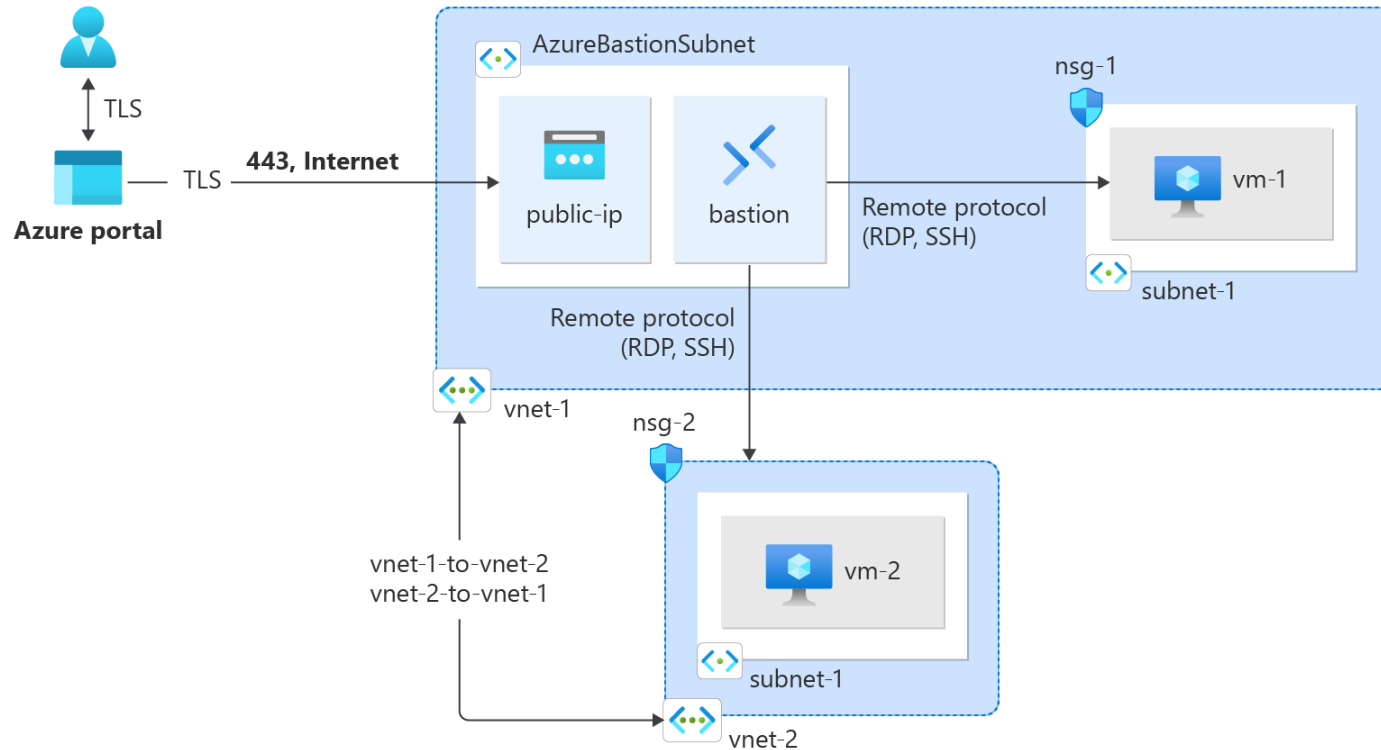 AzureBastionSubnet
nsg-1
TLS
443, Internet
TLS
Azure portal
public-ip
bastion
Remote protocol
(RDP, SSH)
vm-1
subnet-1
Remote protocol
(RDP, SSH)
vnet-1
nsg-2
vnet-1-to-vnet-2
vnet-2-to-vnet-1
vm-2
subnet-1
vnet-2